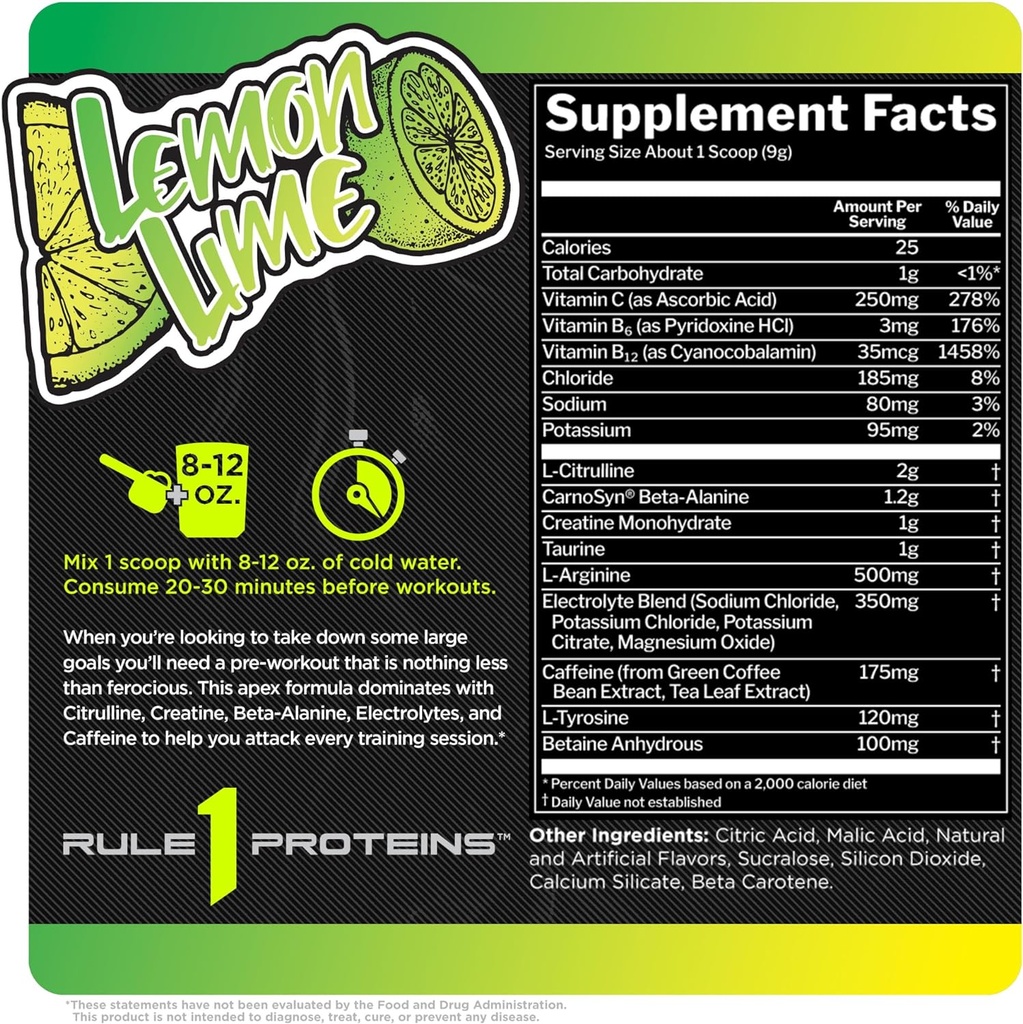 Lemon
Lime
8-12
+ OZ.
Mix 1 scoop with 8-12 oz. of cold water.
Consume 20-30 minutes before workouts.
When you're looking to take down some large
goals you'll need a pre-workout that is nothing less
than ferocious. This apex formula dominates with
Citrulline, Creatine, Beta-Alanine, Electrolytes, and
Caffeine to help you attack every training session.*
RULE 1 PROTEINS™
Supplement Facts
Serving Size About 1 Scoop (9g)
Amount Per Serving % Daily Value
Calories 25
Total Carbohydrate 1g <1%*
Vitamin C (as Ascorbic Acid) 250mg 278%
Vitamin B₆ (as Pyridoxine HCl) 3mg 176%
Vitamin B₁₂ (as Cyanocobalamin) 35mcg 1458%
Chloride 185mg 8%
Sodium 80mg 3%
Potassium 95mg 2%
L-Citrulline 2g †
CarnoSyn® Beta-Alanine 1.2g †
Creatine Monohydrate 1g †
Taurine 1g †
L-Arginine 500mg †
Electrolyte Blend (Sodium Chloride, 350mg †
Potassium Chloride, Potassium
Citrate, Magnesium Oxide)
Caffeine (from Green Coffee 175mg †
Bean Extract, Tea Leaf Extract)
L-Tyrosine 120mg †
Betaine Anhydrous 100mg †
* Percent Daily Values based on a 2,000 calorie diet
† Daily Value not established
Other Ingredients: Citric Acid, Malic Acid, Natural
and Artificial Flavors, Sucralose, Silicon Dioxide,
Calcium Silicate, Beta Carotene.
*These statements have not been evaluated by the Food and Drug Administration.
This product is not intended to diagnose, treat, cure, or prevent any disease.